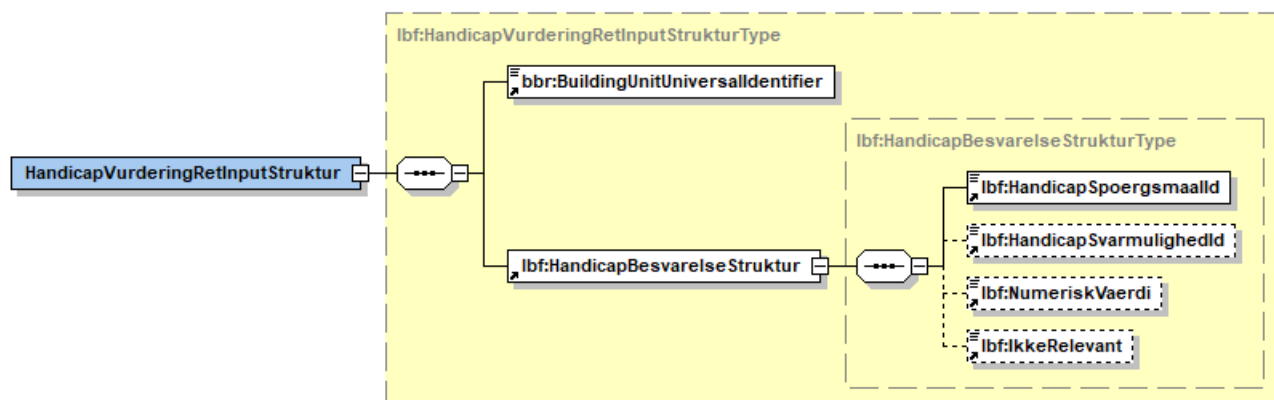 lbf:HandicapVurderingRetInputStrukturType
bbr:BuildingUnitUniversalIdentifier
lbf:HandicapBesvarelseStrukturType
HandicapVurderingRetInputStruktur
lbf:HandicapSpoergsmaalId
lbf:HandicapSvarmulighedId
lbf:HandicapBesvarelseStruktur
lbf:NumeriskVaerdi
lbf:IkkeRelevant